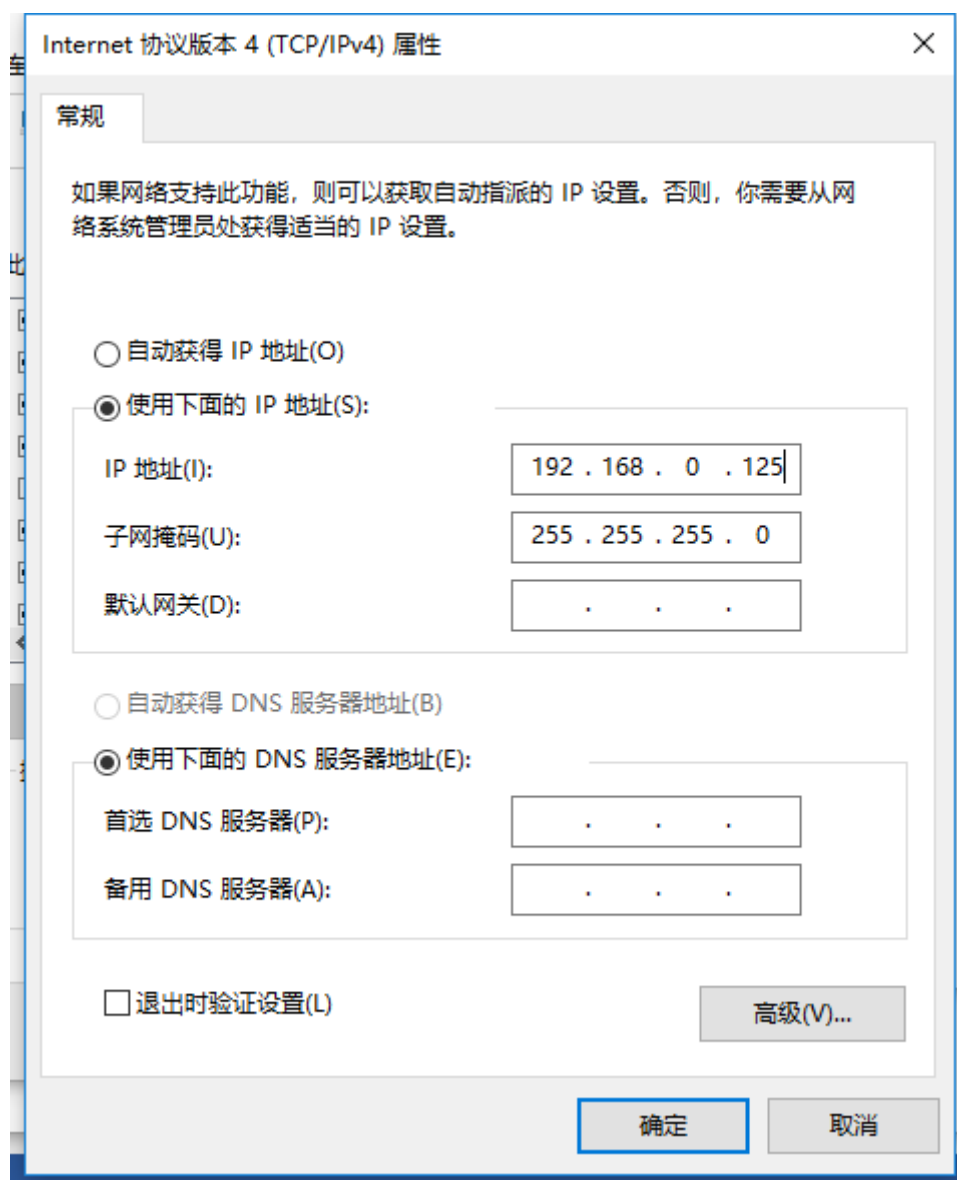 Internet 协议版本 4 (TCP/IPv4) 属性
常规
如果网络支持此功能，则可以获取自动指派的 IP 设置。否则，你需要从网
络系统管理员处获得适当的 IP 设置。
自动获得 IP 地址(O)
使用下面的 IP 地址(S):
IP 地址(I): 192 . 168 . 0 . 125
子网掩码(U): 255 . 255 . 255 . 0
默认网关(D): . . .
自动获得 DNS 服务器地址(B)
使用下面的 DNS 服务器地址(E):
首选 DNS 服务器(P): . . .
备用 DNS 服务器(A): . . .
退出时验证设置(L)
高级(V)...
确定 取消